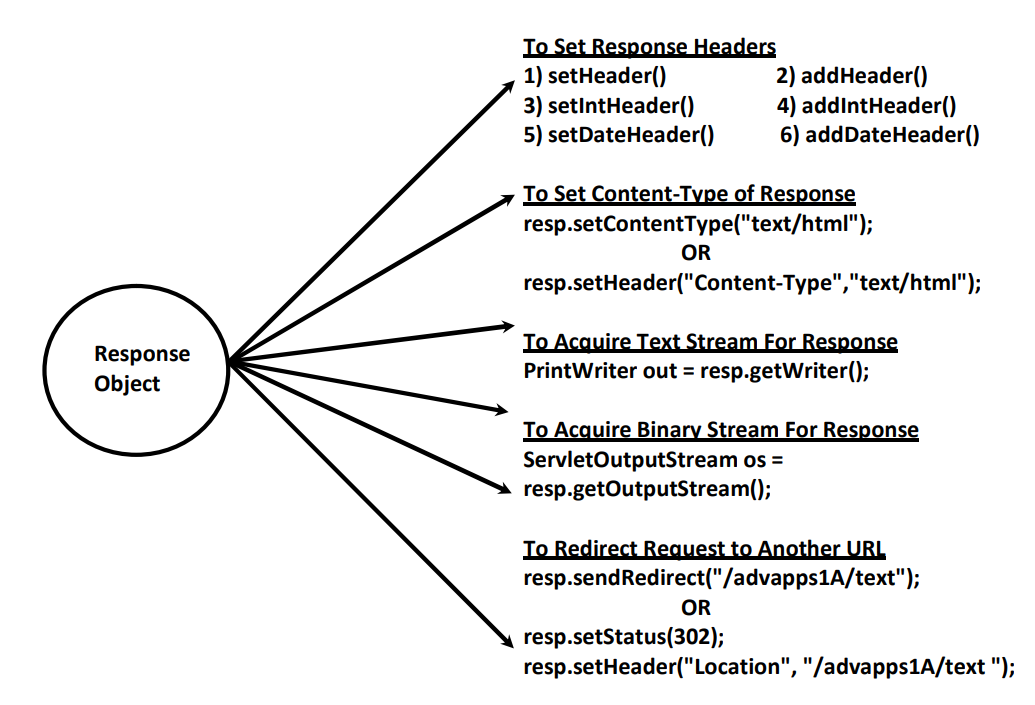 To Set Response Headers
1) setHeader() 2) addHeader()
3) setIntHeader() 4) addIntHeader()
5) setDateHeader() 6) addDateHeader()
To Set Content-Type of Response
resp.setContentType("text/html");
OR
resp.setHeader("Content-Type","text/html");
Response
Object
To Acquire Text Stream For Response
PrintWriter out = resp.getWriter();
To Acquire Binary Stream For Response
ServletOutputStream os =
resp.getOutputStream();
To Redirect Request to Another URL
resp.sendRedirect("/advapps1A/text");
OR
resp.setStatus(302);
resp.setHeader("Location", "/advapps1A/text ");